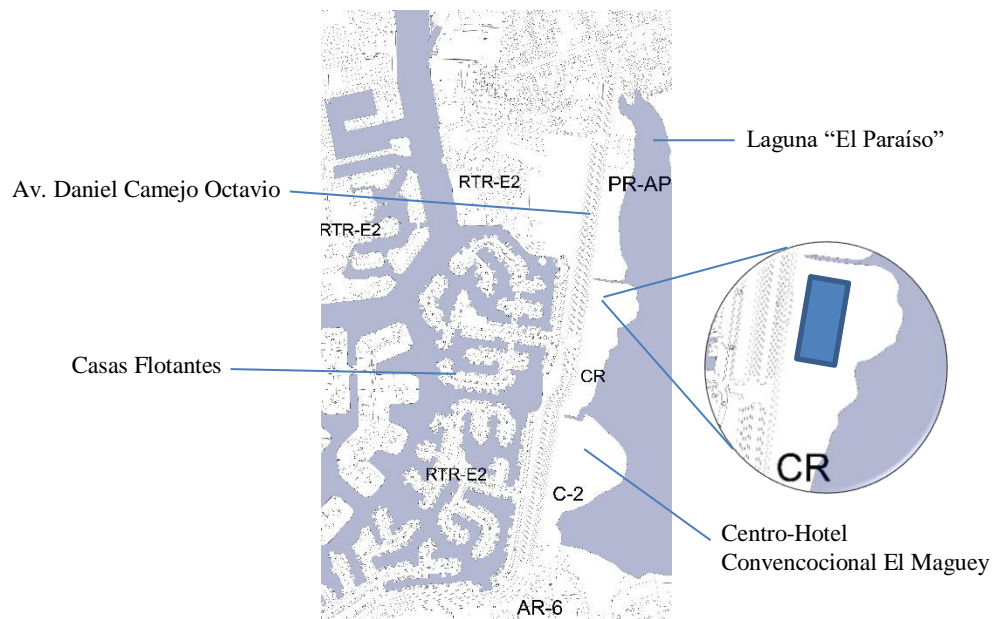 Laguna “El Paraíso”
Av. Daniel Camejo Octavio
RTR-E2
PR-AP
RTR-E2
Casas Flotantes
CR
RTR-E2
C-2
CR
Centro-Hotel
Convencocional El Maguey
AR-6